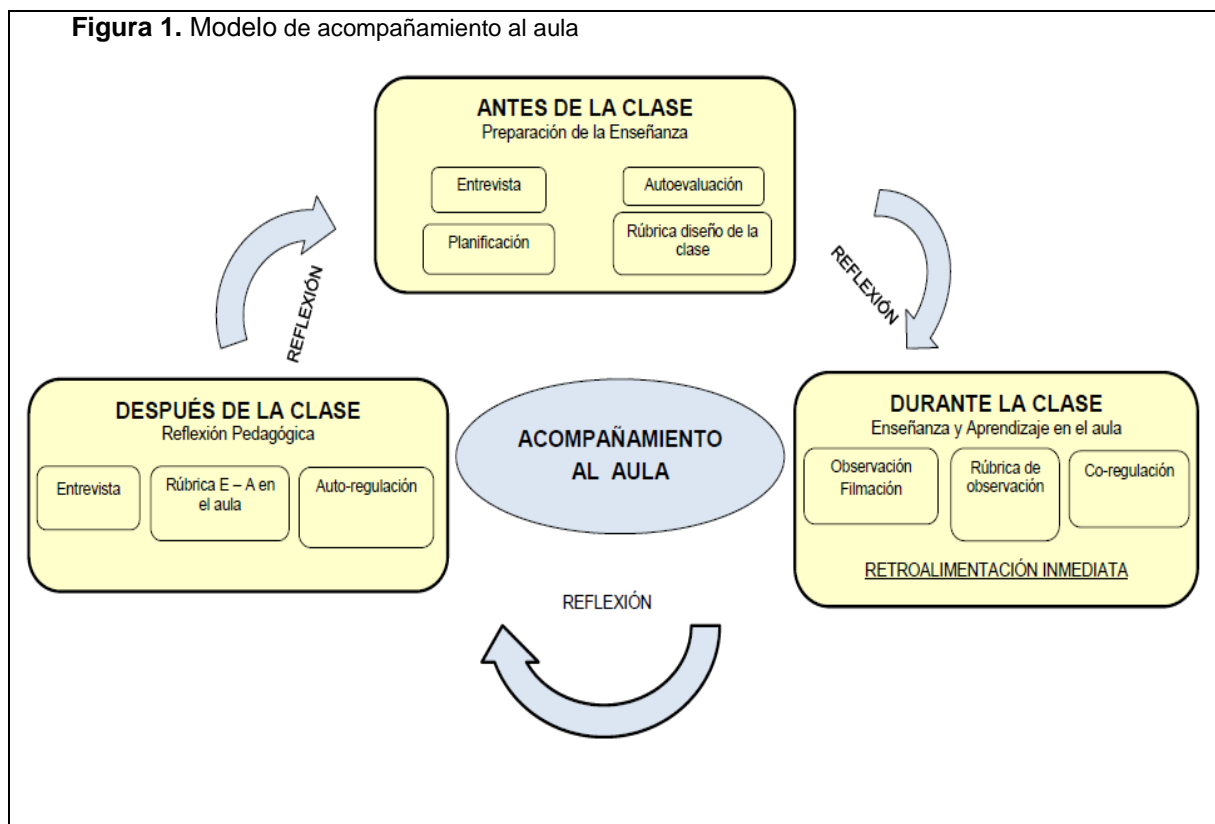 Figura 1. Modelo de acompañamiento al aula
ANTES DE LA CLASE
Preparación de la Enseñanza
Entrevista
Autoevaluación
Planificación
Rúbrica diseño de la
clase
REFLEXIÓN
REFLEXIÓN
DESPUÉS DE LA CLASE
Reflexión Pedagógica
Entrevista
Rúbrica E – A en
el aula
Auto-regulación
ACOMPAÑAMIENTO
AL AULA
DURANTE LA CLASE
Enseñanza y Aprendizaje en el aula
Observación
Filmación
Rúbrica de
observación
Co-regulación
RETROALIMENTACIÓN INMEDIATA
REFLEXIÓN